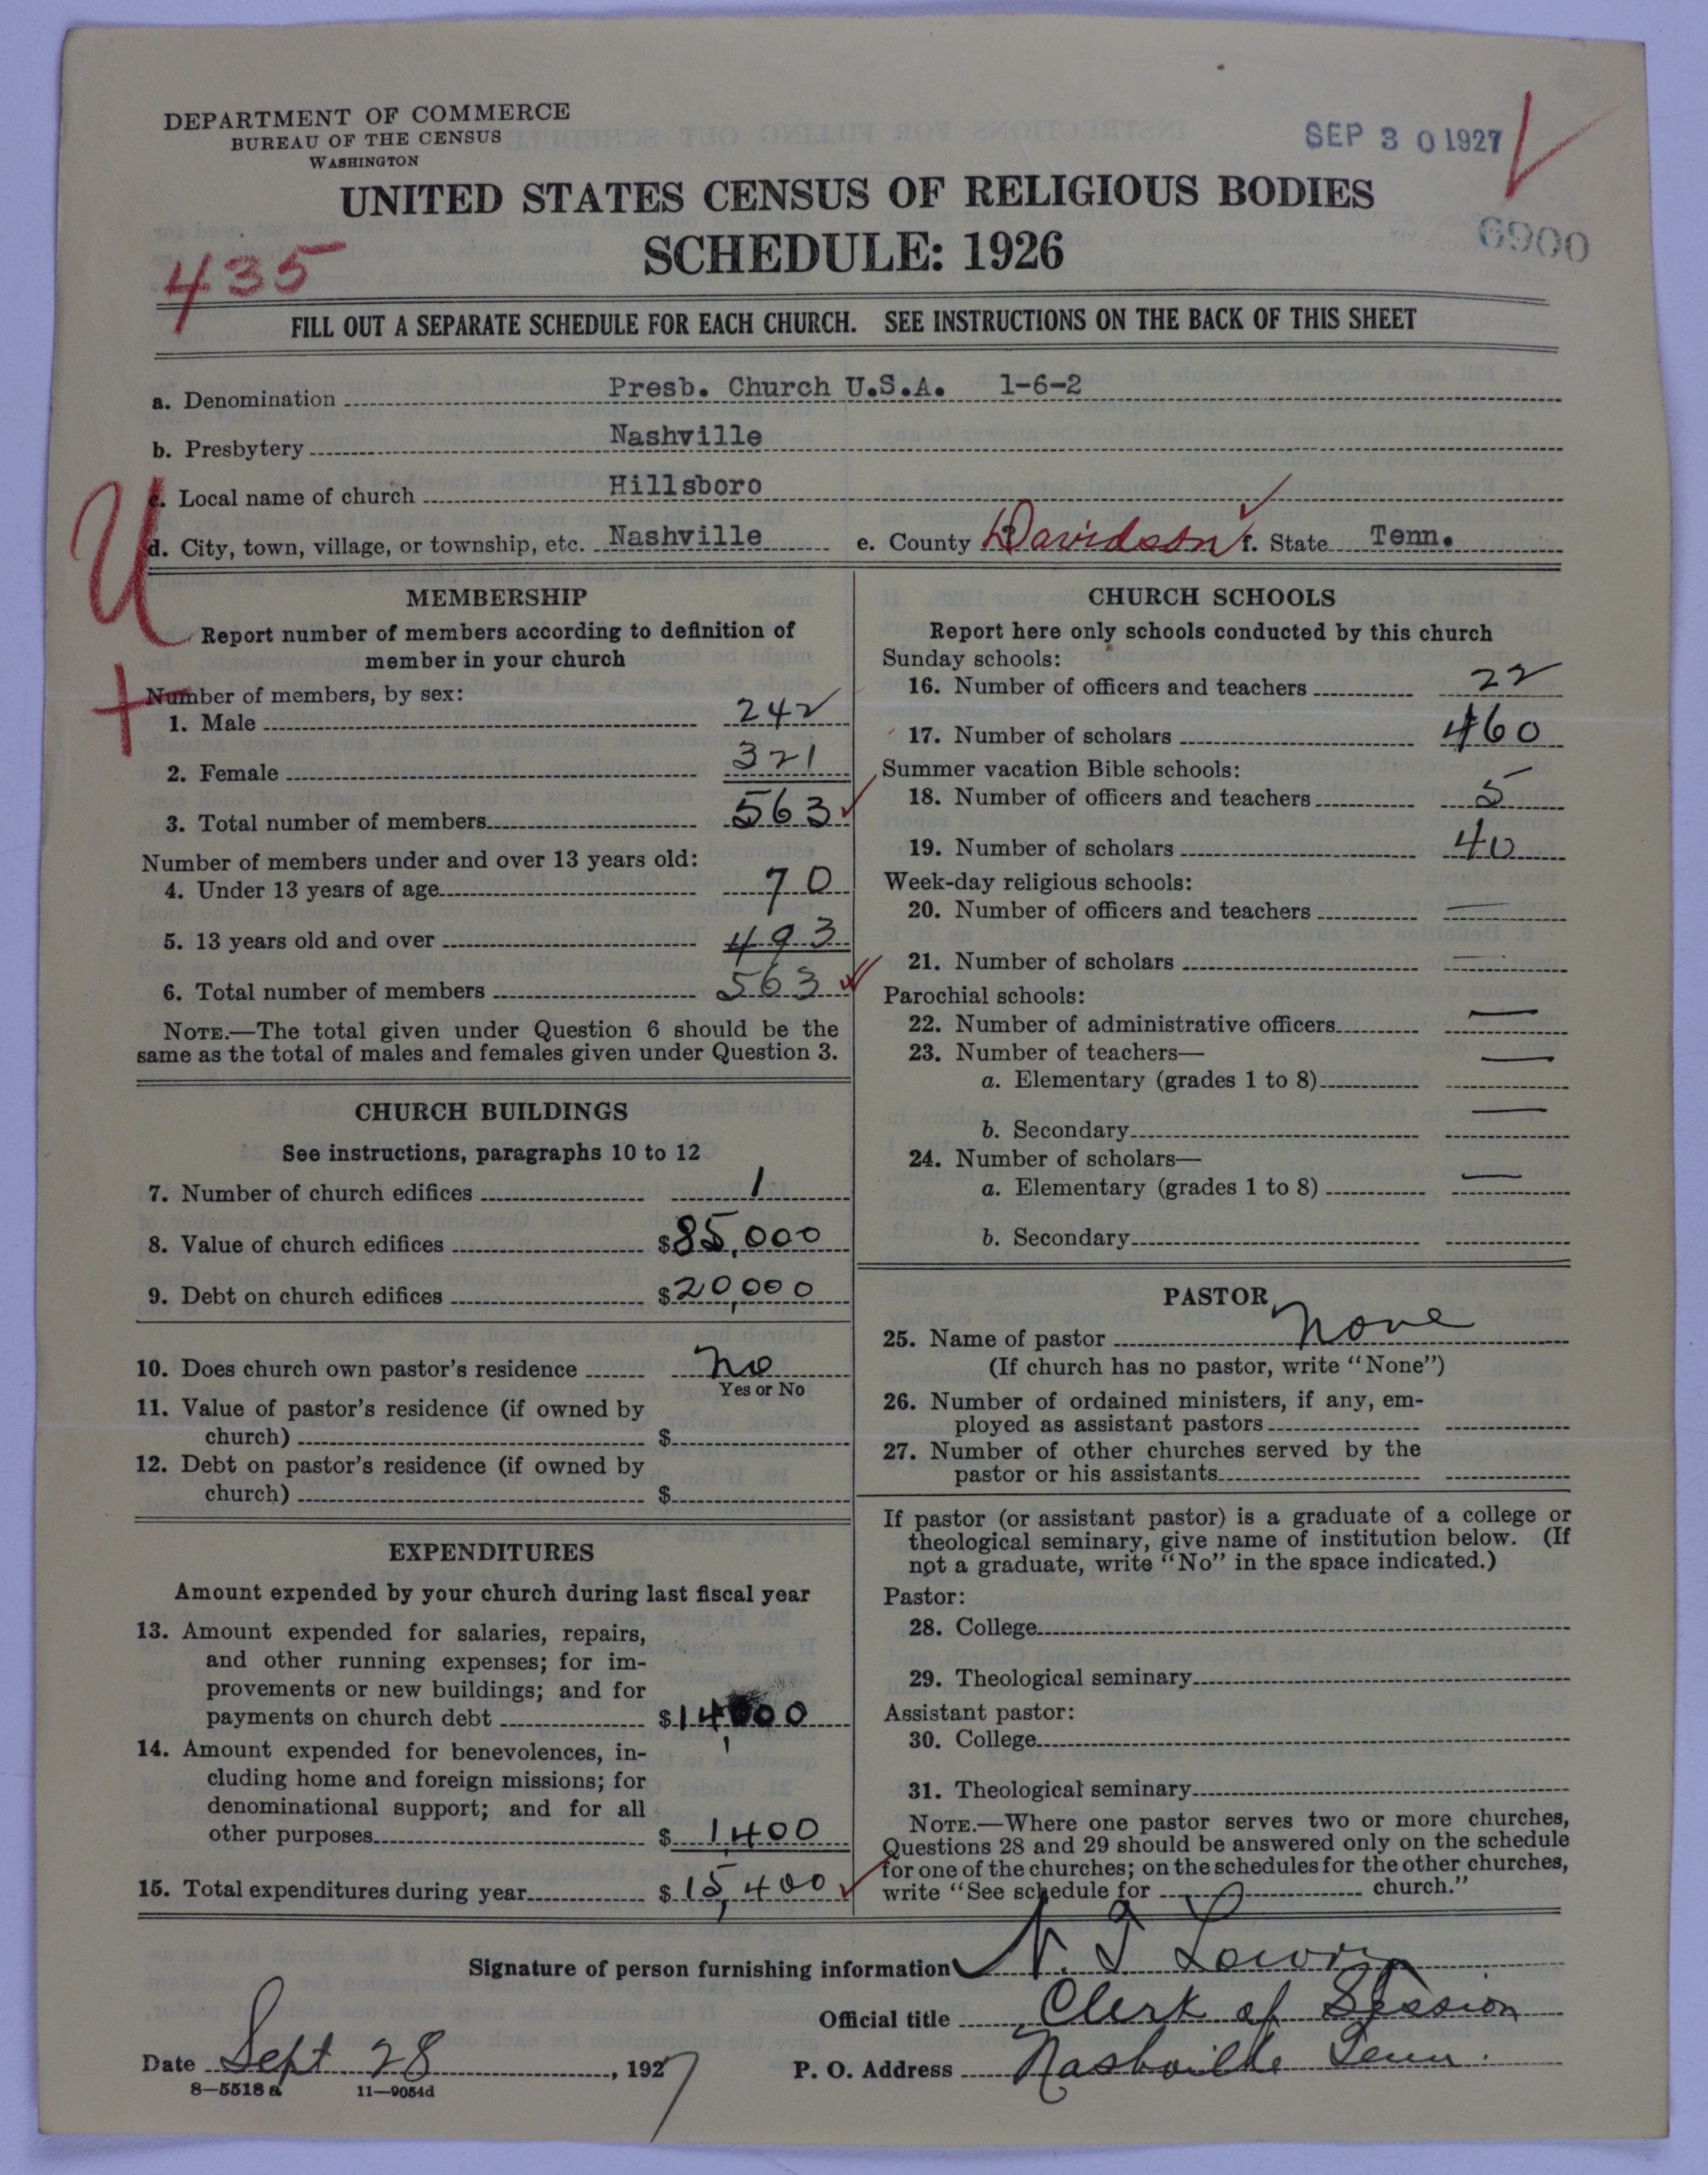 DEPARTMENT OF COMMERCE
BUREAU OF THE CENSUS
WASHINGTON
SEP 30 1927
UNITED STATES CENSUS OF RELIGIOUS BODIES
6900
SCHEDULE: 1926
435
FILL OUT A SEPARATE SCHEDULE FOR EACH CHURCH. SEE INSTRUCTIONS ON THE BACK OF THIS SHEET
a. Denomination Presb. Church U.S.A. 1-6-2
b. Presbytery Nashville
c. Local name of church Hillsboro
d. City, town, village, or township, etc. Nashville e. County Davidson f. State Tenn.
U
+
MEMBERSHIP
Report number of members according to definition of
member in your church
Number of members, by sex:
1. Male 242
2. Female 321
3. Total number of members 563
Number of members under and over 13 years old:
4. Under 13 years of age 70
5. 13 years old and over 493
6. Total number of members 563
NOTE.—The total given under Question 6 should be the
same as the total of males and females given under Question 3.
CHURCH BUILDINGS
See instructions, paragraphs 10 to 12
7. Number of church edifices 1
8. Value of church edifices $85,000
9. Debt on church edifices $20,000
10. Does church own pastor's residence No
Yes or No
11. Value of pastor's residence (if owned by
church) $
12. Debt on pastor's residence (if owned by
church) $
EXPENDITURES
Amount expended by your church during last fiscal year
13. Amount expended for salaries, repairs,
and other running expenses; for im-
provements or new buildings; and for
payments on church debt $14,000
14. Amount expended for benevolences, in-
cluding home and foreign missions; for
denominational support; and for all
other purposes $1,400
15. Total expenditures during year $15,400
CHURCH SCHOOLS
Report here only schools conducted by this church
Sunday schools:
16. Number of officers and teachers 22
17. Number of scholars 460
Summer vacation Bible schools:
18. Number of officers and teachers 5
19. Number of scholars 40
Week-day religious schools:
20. Number of officers and teachers —
21. Number of scholars —
Parochial schools:
22. Number of administrative officers —
23. Number of teachers—
a. Elementary (grades 1 to 8) —
b. Secondary —
24. Number of scholars—
a. Elementary (grades 1 to 8) —
b. Secondary
PASTOR
25. Name of pastor None
(If church has no pastor, write "None")
26. Number of ordained ministers, if any, em-
ployed as assistant pastors
27. Number of other churches served by the
pastor or his assistants
If pastor (or assistant pastor) is a graduate of a college or
theological seminary, give name of institution below. (If
not a graduate, write "No" in the space indicated.)
Pastor:
28. College
29. Theological seminary
Assistant pastor:
30. College
31. Theological seminary
NOTE.—Where one pastor serves two or more churches,
Questions 28 and 29 should be answered only on the schedule
for one of the churches; on the schedules for the other churches,
write "See schedule for church."
Signature of person furnishing information N. T. Lowry
Official title Clerk of Session
Date Sept 28, 1927 P. O. Address Nashville Tenn.
8—5518 a 11—9054d